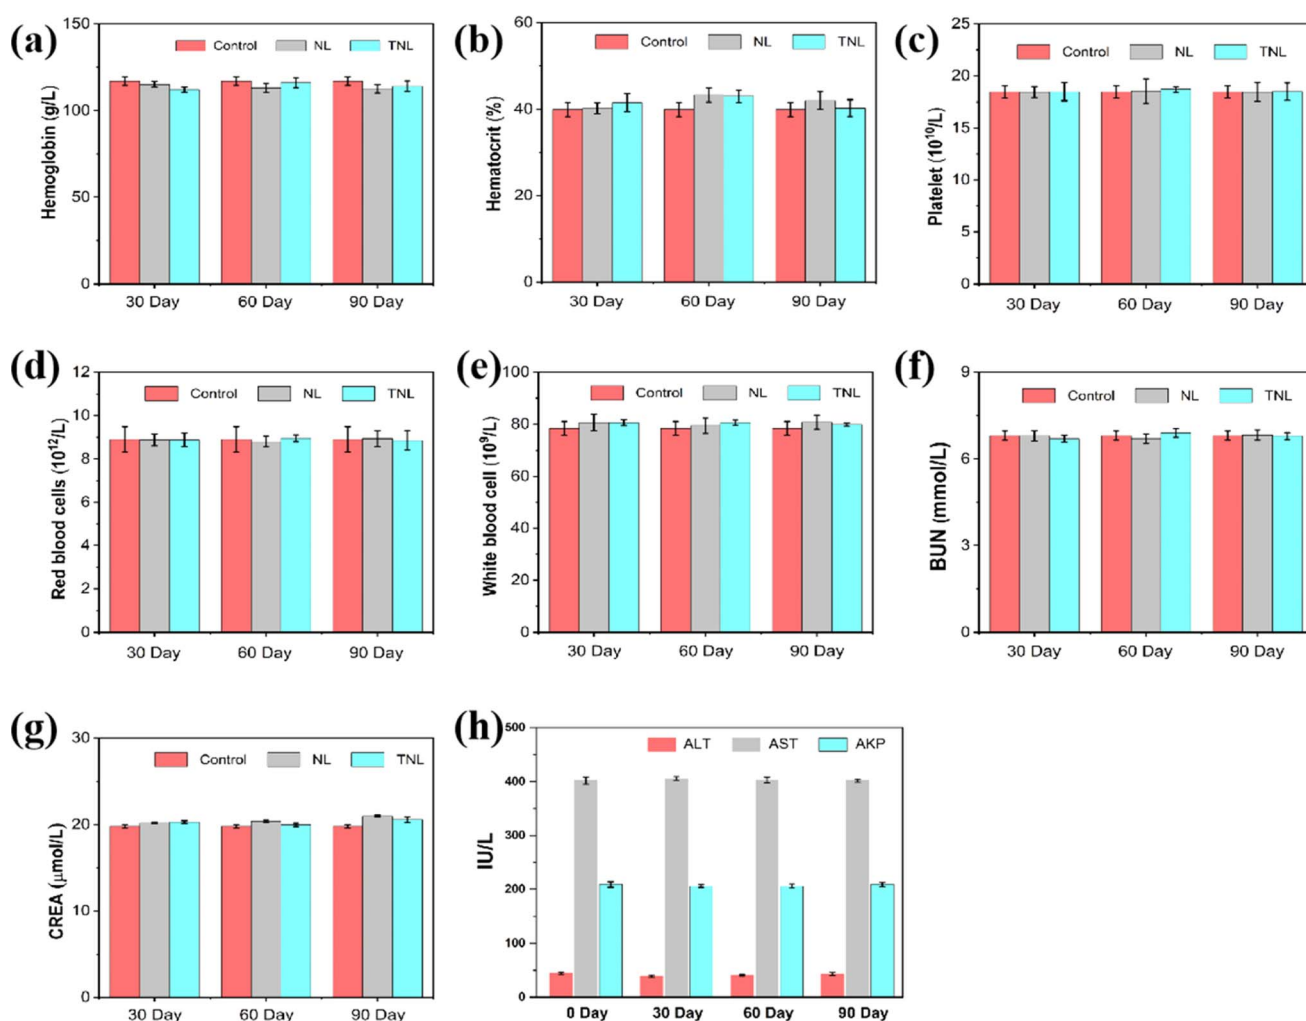 (a)
Control NL TNL
Hemoglobin (g/L)
150
100
50
0
30 Day 60 Day 90 Day
(b)
Control NL TNL
Hematocrit (%)
60
40
20
0
30 Day 60 Day 90 Day
(c)
Control NL TNL
Platelet (10¹⁰/L)
25
20
15
10
5
0
30 Day 60 Day 90 Day
(d)
Control NL TNL
Red blood cells (10¹²/L)
12
10
8
6
4
2
0
30 Day 60 Day 90 Day
(e)
Control NL TNL
White blood cell (10⁹/L)
100
80
60
40
20
0
30 Day 60 Day 90 Day
(f)
Control NL TNL
BUN (mmol/L)
9
6
3
0
30 Day 60 Day 90 Day
(g)
Control NL TNL
CREA (μmol/L)
30
20
10
0
30 Day 60 Day 90 Day
(h)
ALT AST AKP
IU/L
500
400
300
200
100
0
0 Day 30 Day 60 Day 90 Day